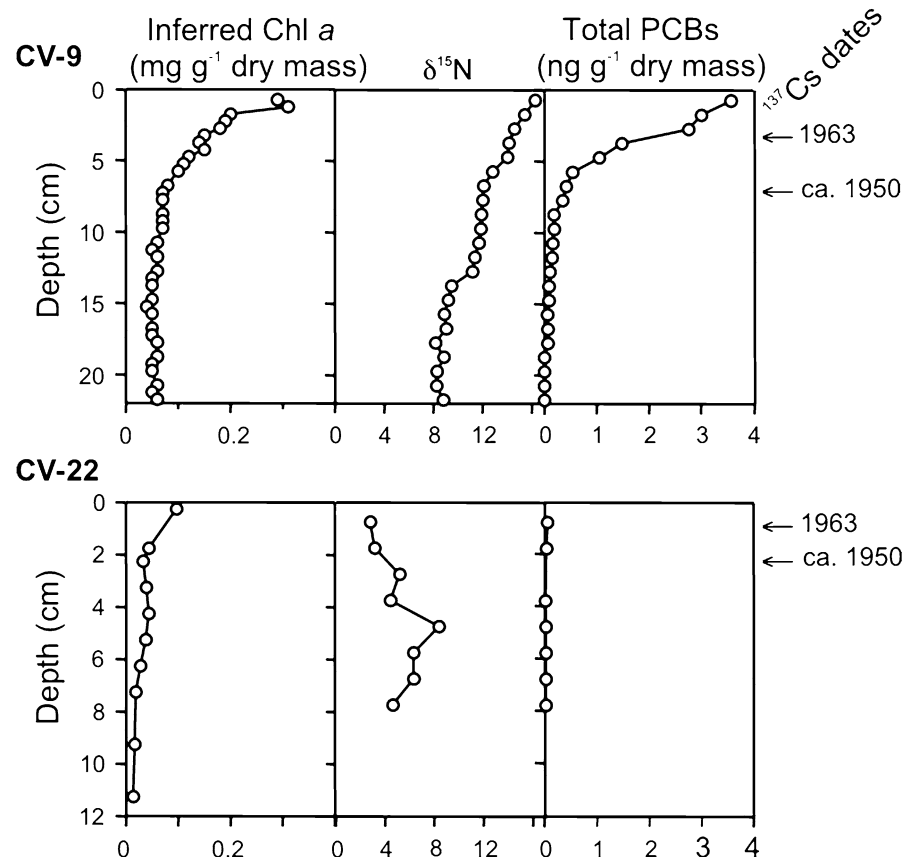 Inferred Chl a
Total PCBs
CV-9
(mg g⁻¹ dry mass)
δ¹⁵N
(ng g⁻¹ dry mass)
¹³⁷Cs dates
0
5
10
15
20
Depth (cm)
← 1963
← ca. 1950
0 0.2 0 4 8 12 0 1 2 3 4
CV-22
0
2
4
6
8
10
12
Depth (cm)
← 1963
← ca. 1950
0 0.2 0 4 8 12 0 1 2 3 4